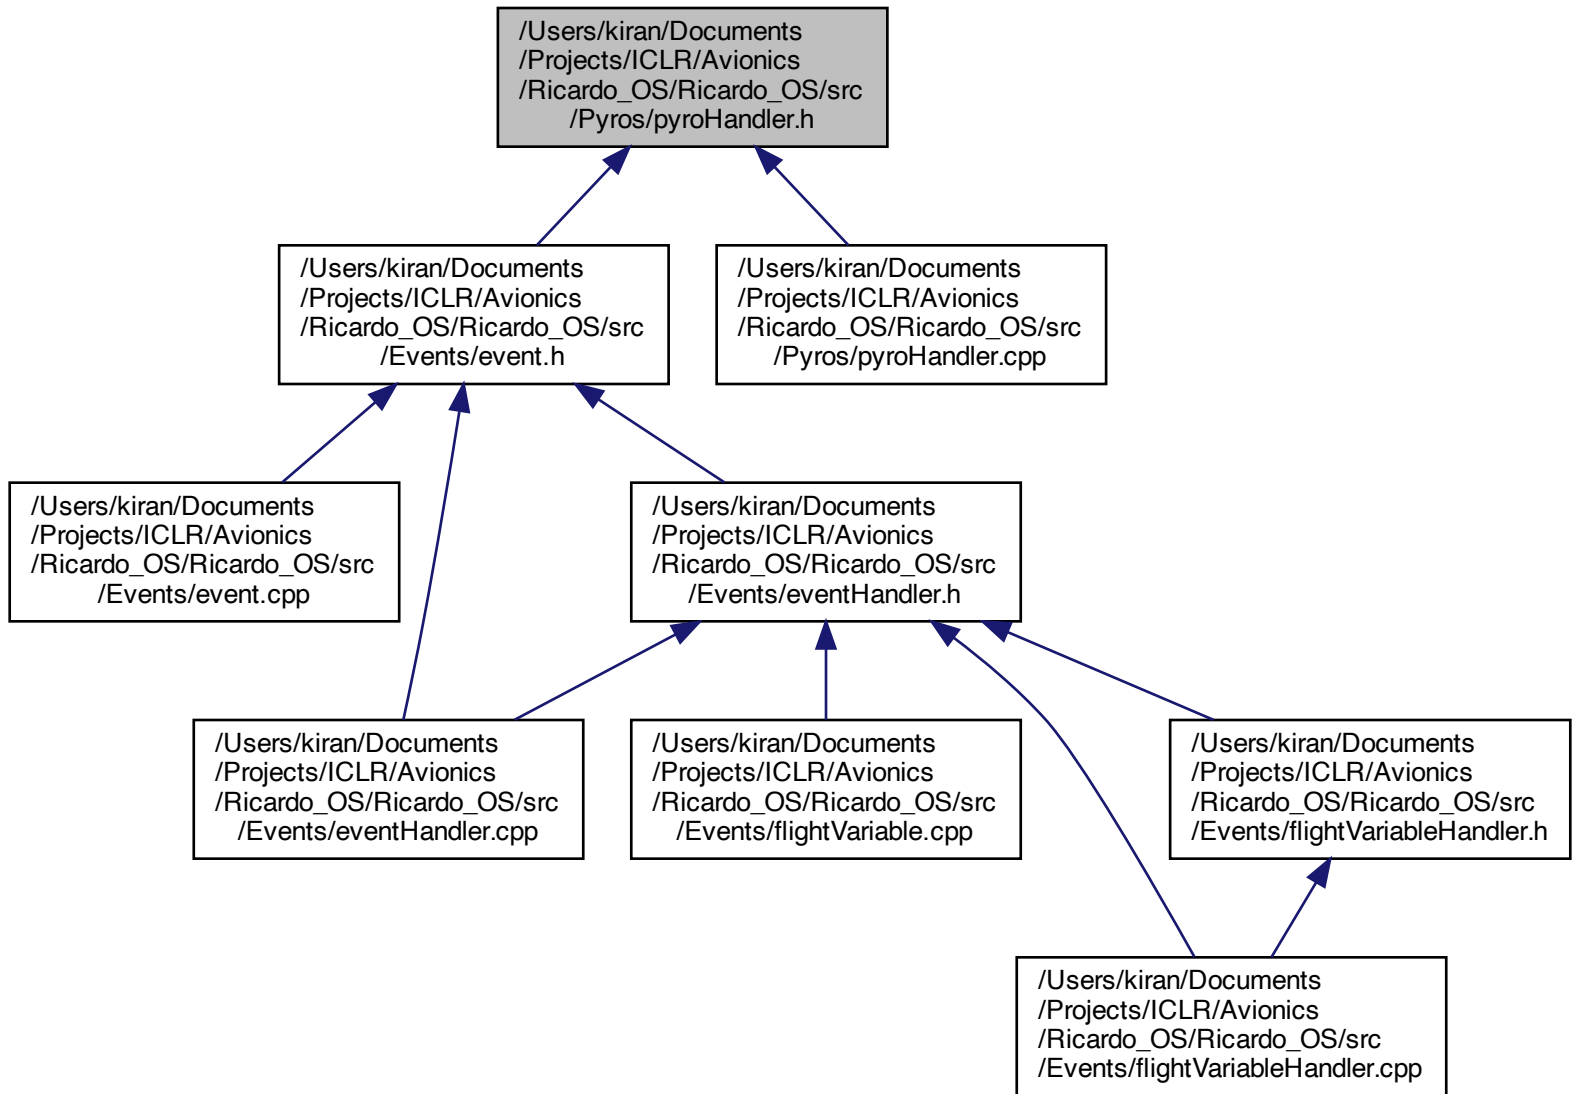 /Users/kiran/Documents
/Projects/ICLR/Avionics
/Ricardo_OS/Ricardo_OS/src
/Pyros/pyroHandler.h
/Users/kiran/Documents
/Projects/ICLR/Avionics
/Ricardo_OS/Ricardo_OS/src
/Events/event.h
/Users/kiran/Documents
/Projects/ICLR/Avionics
/Ricardo_OS/Ricardo_OS/src
/Pyros/pyroHandler.cpp
/Users/kiran/Documents
/Projects/ICLR/Avionics
/Ricardo_OS/Ricardo_OS/src
/Events/event.cpp
/Users/kiran/Documents
/Projects/ICLR/Avionics
/Ricardo_OS/Ricardo_OS/src
/Events/eventHandler.h
/Users/kiran/Documents
/Projects/ICLR/Avionics
/Ricardo_OS/Ricardo_OS/src
/Events/eventHandler.cpp
/Users/kiran/Documents
/Projects/ICLR/Avionics
/Ricardo_OS/Ricardo_OS/src
/Events/flightVariable.cpp
/Users/kiran/Documents
/Projects/ICLR/Avionics
/Ricardo_OS/Ricardo_OS/src
/Events/flightVariableHandler.h
/Users/kiran/Documents
/Projects/ICLR/Avionics
/Ricardo_OS/Ricardo_OS/src
/Events/flightVariableHandler.cpp